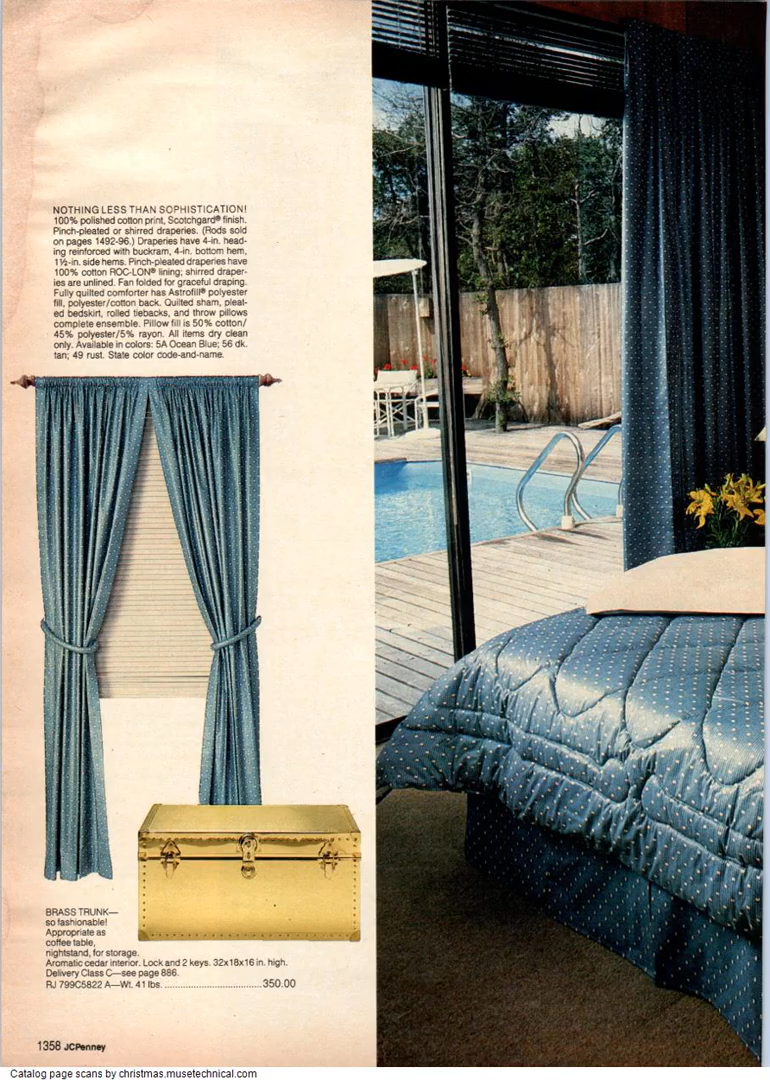 NOTHING LESS THAN SOPHISTICATION!
100% polished cotton print, Scotchgard® finish.
Pinch-pleated or shirred draperies. (Rods sold
on pages 1492-96.) Draperies have 4-in. head-
ing reinforced with buckram, 4-in. bottom hem,
1½-in. side hems. Pinch-pleated draperies have
100% cotton ROC-LON® lining; shirred draper-
ies are unlined. Fan folded for graceful draping.
Fully quilted comforter has Astrofill® polyester
fill, polyester/cotton back. Quilted sham, pleat-
ed bedskirt, rolled tiebacks, and throw pillows
complete ensemble. Pillow fill is 50% cotton/
45% polyester/5% rayon. All items dry clean
only. Available in colors: 5A Ocean Blue; 56 dk.
tan; 49 rust. State color code-and-name.
BRASS TRUNK—
so fashionable!
Appropriate as
coffee table,
nightstand, for storage.
Aromatic cedar interior. Lock and 2 keys. 32x18x16 in. high.
Delivery Class C—see page 886.
RJ 799C5822 A—Wt. 41 lbs. ....................................350.00
1358 JCPenney
Catalog page scans by christmas.musetechnical.com